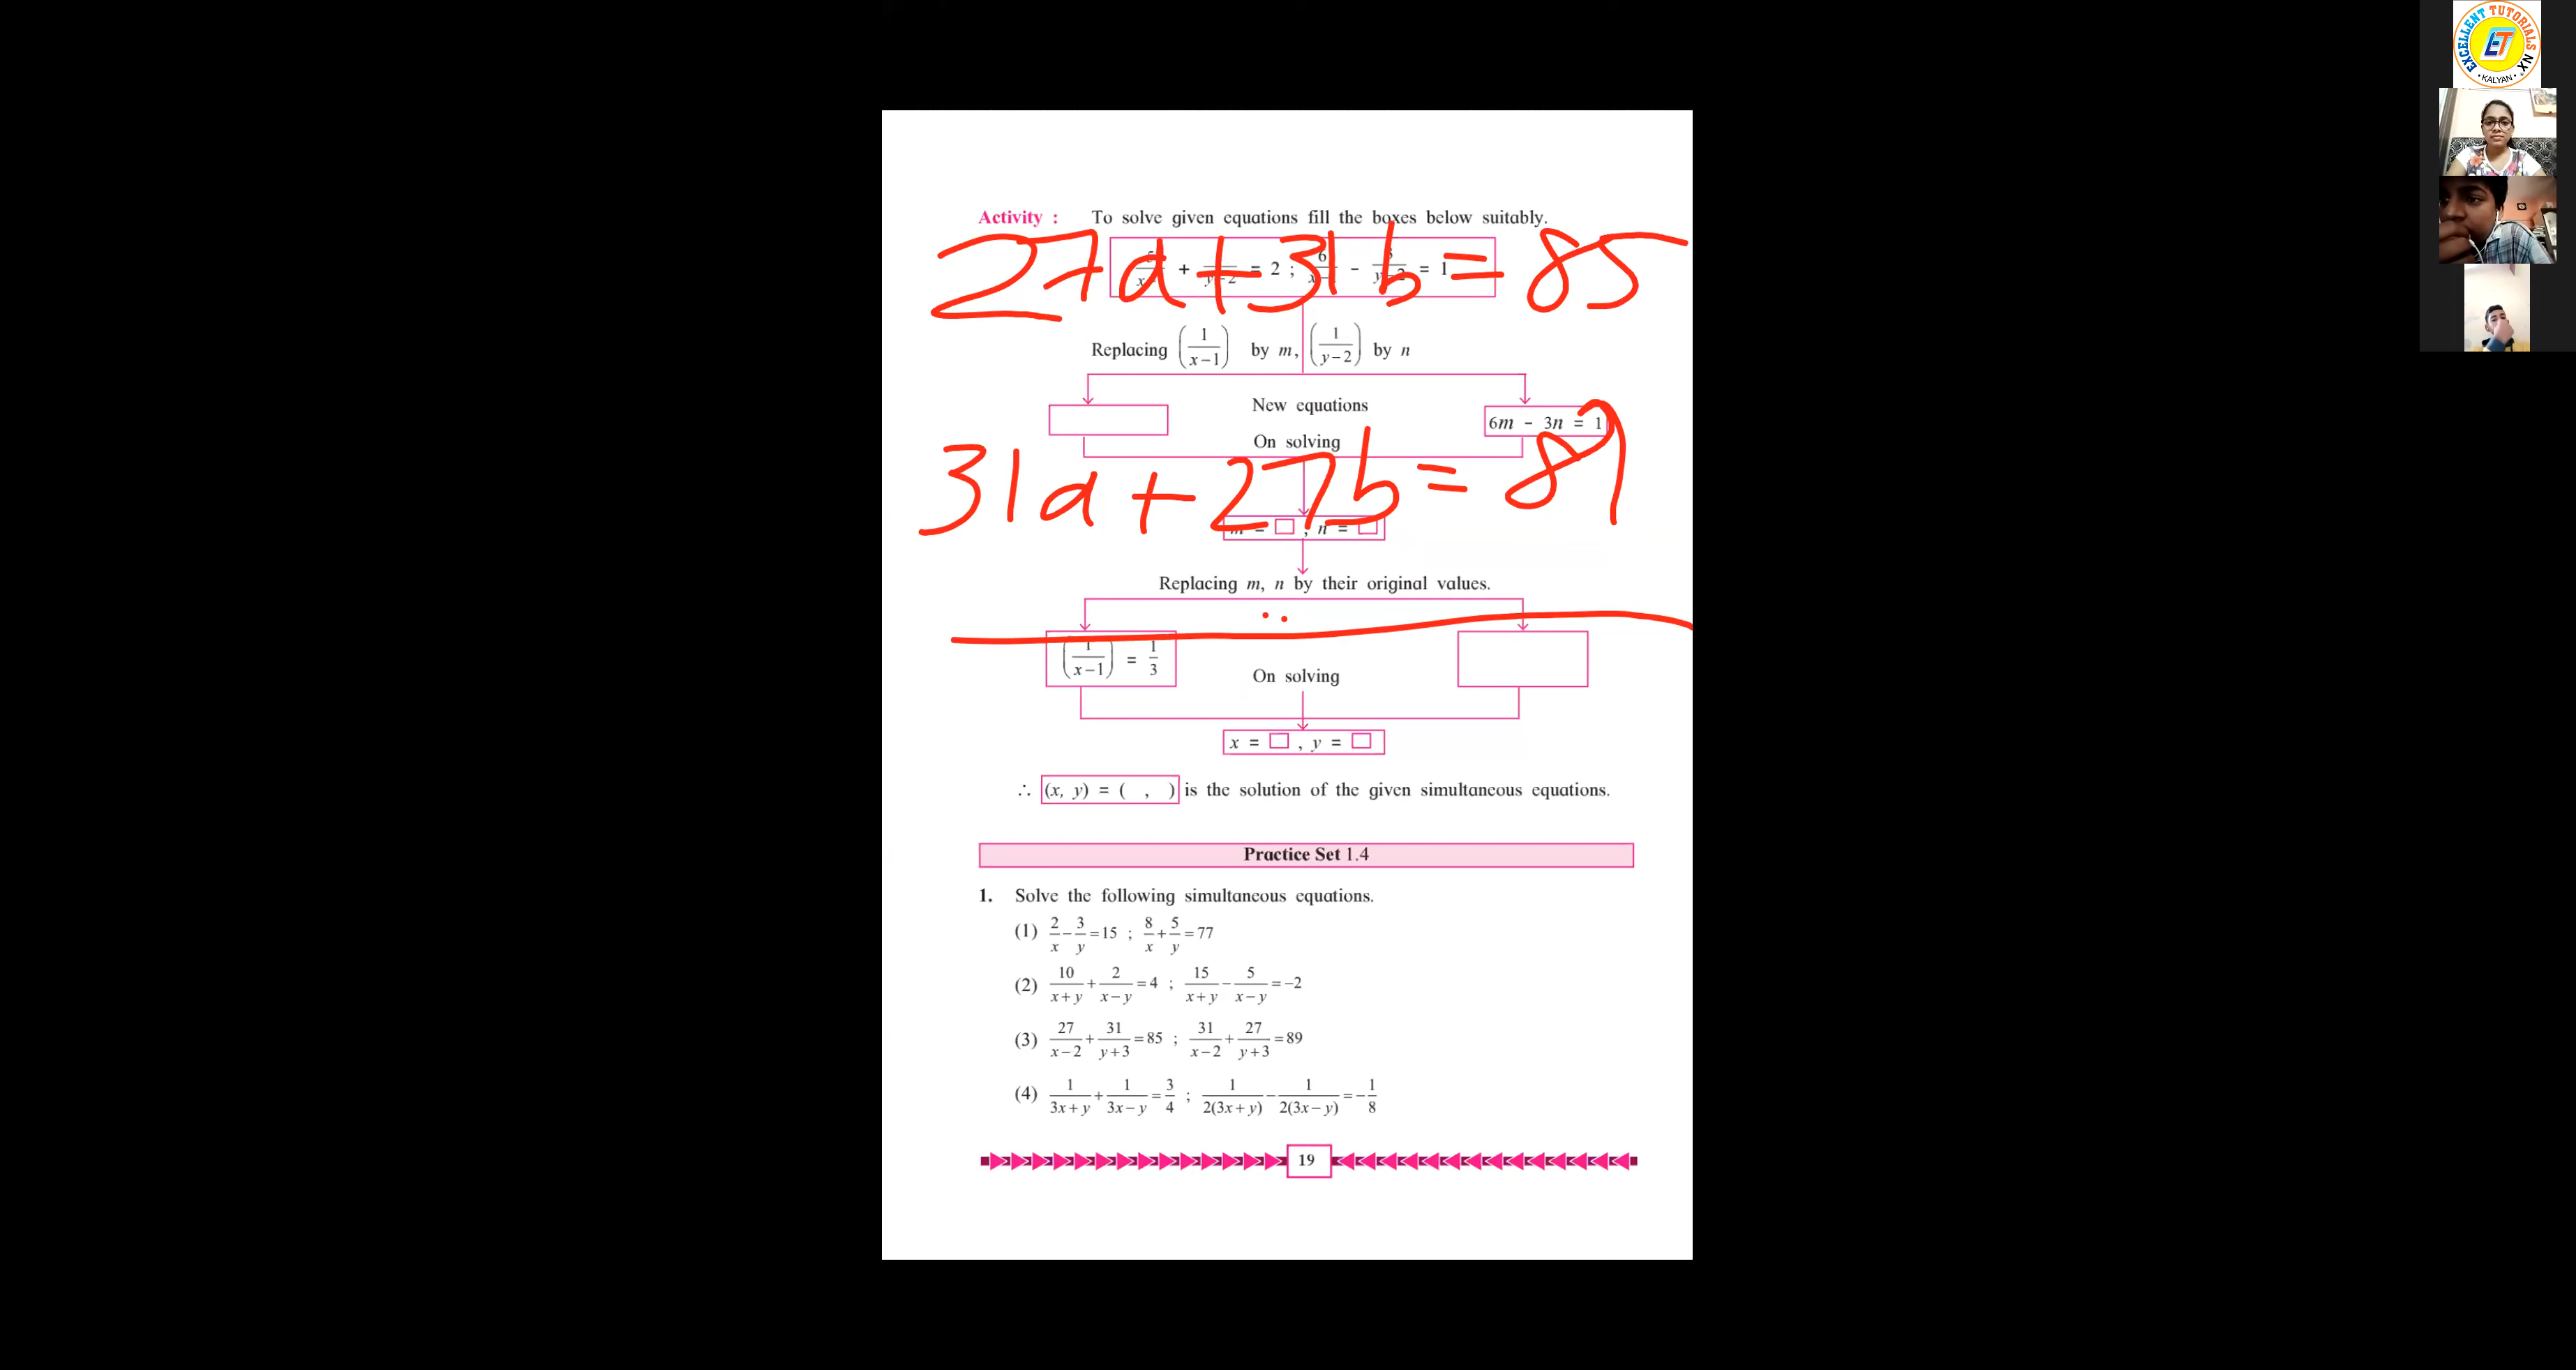 Activity : To solve given equations fill the boxes below suitably.
27a + 31b = 85
+ = 2 ; 6 - = 1
Replacing (1/(x-1)) by m, (1/(y-2)) by n
New equations
6m - 3n = 1
On solving
31a + 27b = 89
n =
Replacing m, n by their original values.
(1/(x-1)) = 1/3
On solving
x = □ , y = □
∴ (x, y) = ( , ) is the solution of the given simultaneous equations.
Practice Set 1.4
1. Solve the following simultaneous equations.
(1) 2/x - 3/y = 15 ; 8/x + 5/y = 77
(2) 10/(x+y) + 2/(x-y) = 4 ; 15/(x+y) - 5/(x-y) = -2
(3) 27/(x-2) + 31/(y+3) = 85 ; 31/(x-2) + 27/(y+3) = 89
(4) 1/(3x+y) + 1/(3x-y) = 3/4 ; 1/(2(3x+y)) - 1/(2(3x-y)) = -1/8
19
EXCELLENT TUTORIALS
ET
KALYAN